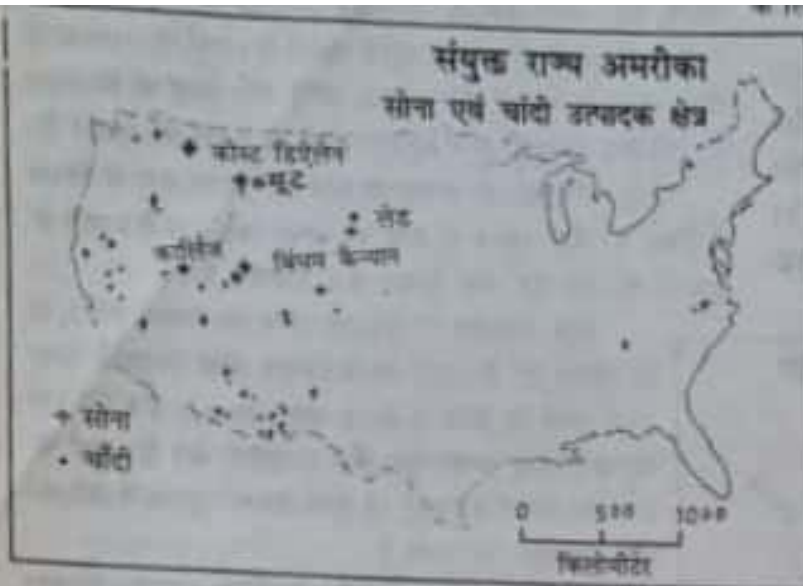 संयुक्त राज्य अमरीका
सोना एवं चांदी उत्पादक क्षेत्र
कोस्ट डिऐलेन
बूट
लेड
कार्लिन
बिंघम कैन्यान
सोना
चाँदी
0 500 1000
किलोमीटर